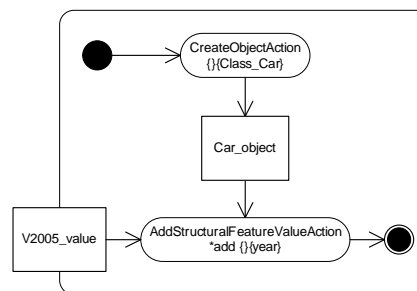 CreateObjectAction
{}{Class_Car}
Car_object
V2005_value
AddStructuralFeatureValueAction
*add {}{year}